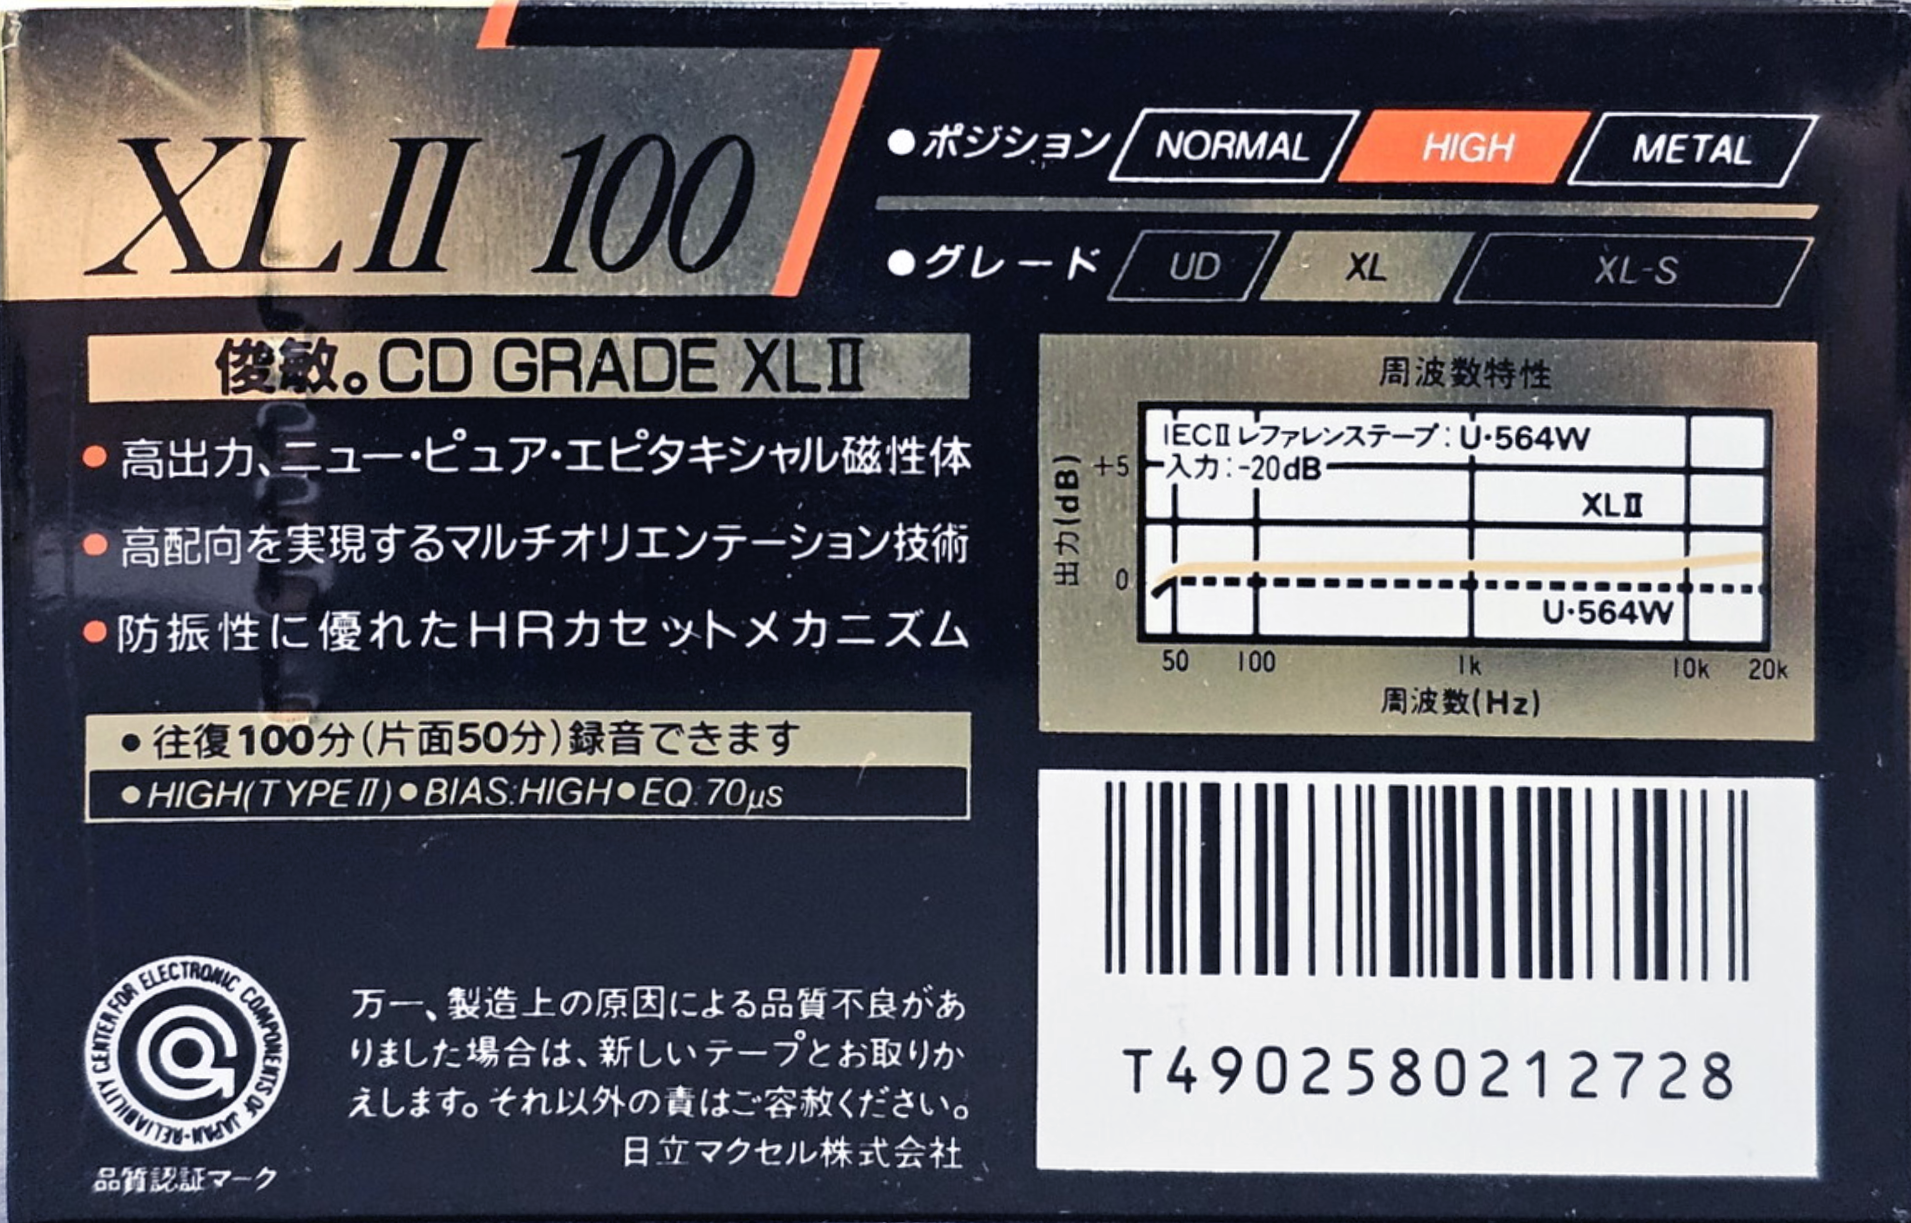 XLⅡ 100
●ポジション NORMAL HIGH METAL
●グレード UD XL XL-S
俊敏。CD GRADE XLⅡ
●高出力、ニュー・ピュア・エピタキシャル磁性体
●高配向を実現するマルチオリエンテーション技術
●防振性に優れたHRカセットメカニズム
●往復100分(片面50分)録音できます
●HIGH(TYPEⅡ)●BIAS:HIGH●EQ:70μs
周波数特性
IECⅡレファレンステープ:U・564W
入力:-20dB
XLⅡ
U・564W
出力(dB)
+5
0
50 100 1k 10k 20k
周波数(Hz)
RELIABILITY CENTER FOR ELECTRONIC COMPONENTS OF JAPAN
品質認証マーク
万一、製造上の原因による品質不良があ
りました場合は、新しいテープとお取りか
えします。それ以外の責はご容赦ください。
日立マクセル株式会社
T4902580212728